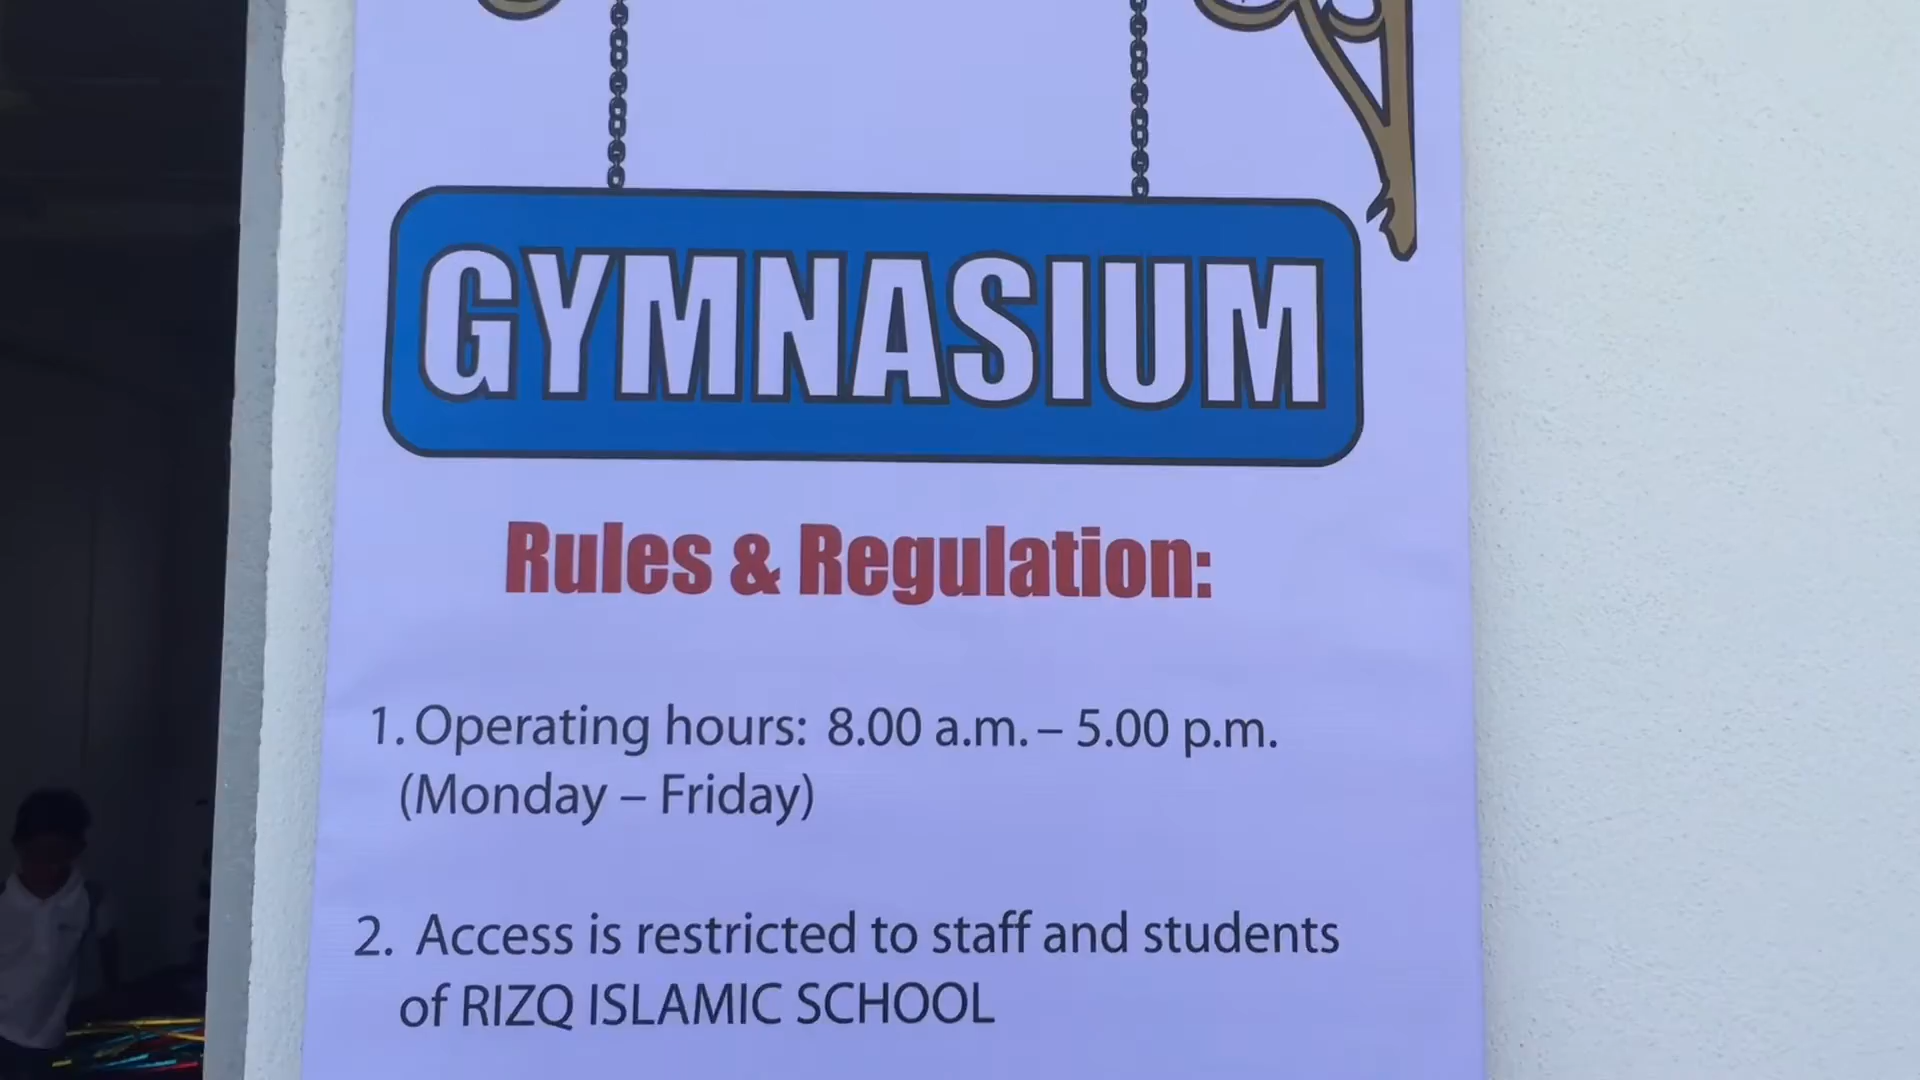 GYMNASIUM
Rules & Regulation:
1. Operating hours: 8.00 a.m. – 5.00 p.m.
(Monday – Friday)
2. Access is restricted to staff and students
of RIZQ ISLAMIC SCHOOL